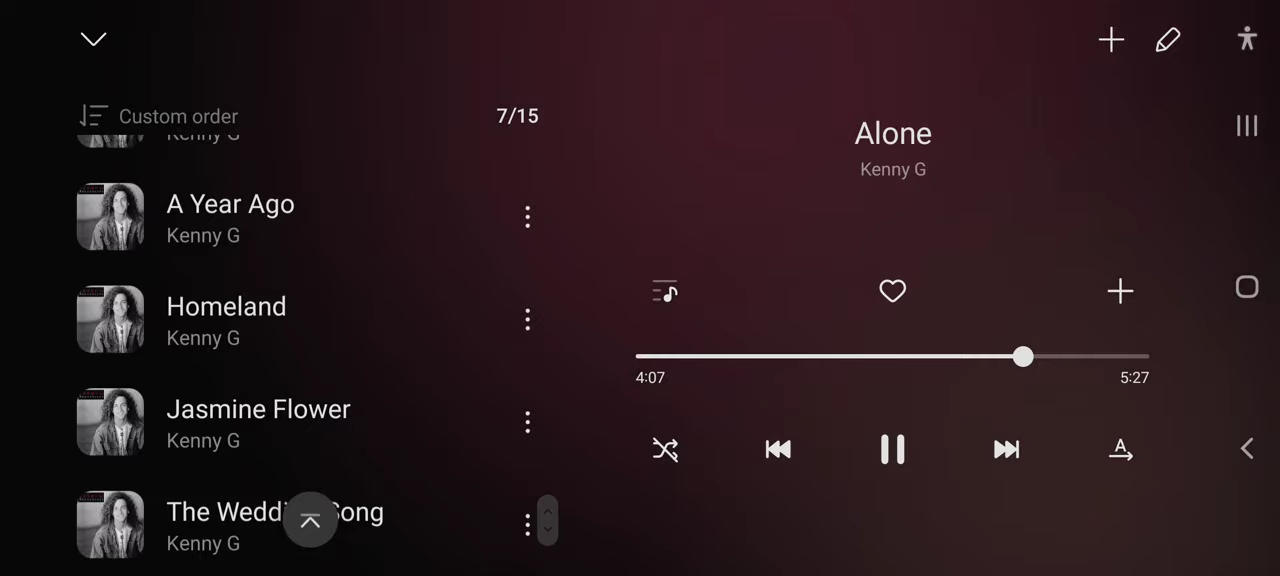 Custom order
7/15
Kenny G
A Year Ago
Kenny G
Homeland
Kenny G
Jasmine Flower
Kenny G
Kenny G
Alone
Kenny G
4:07
5:27
A